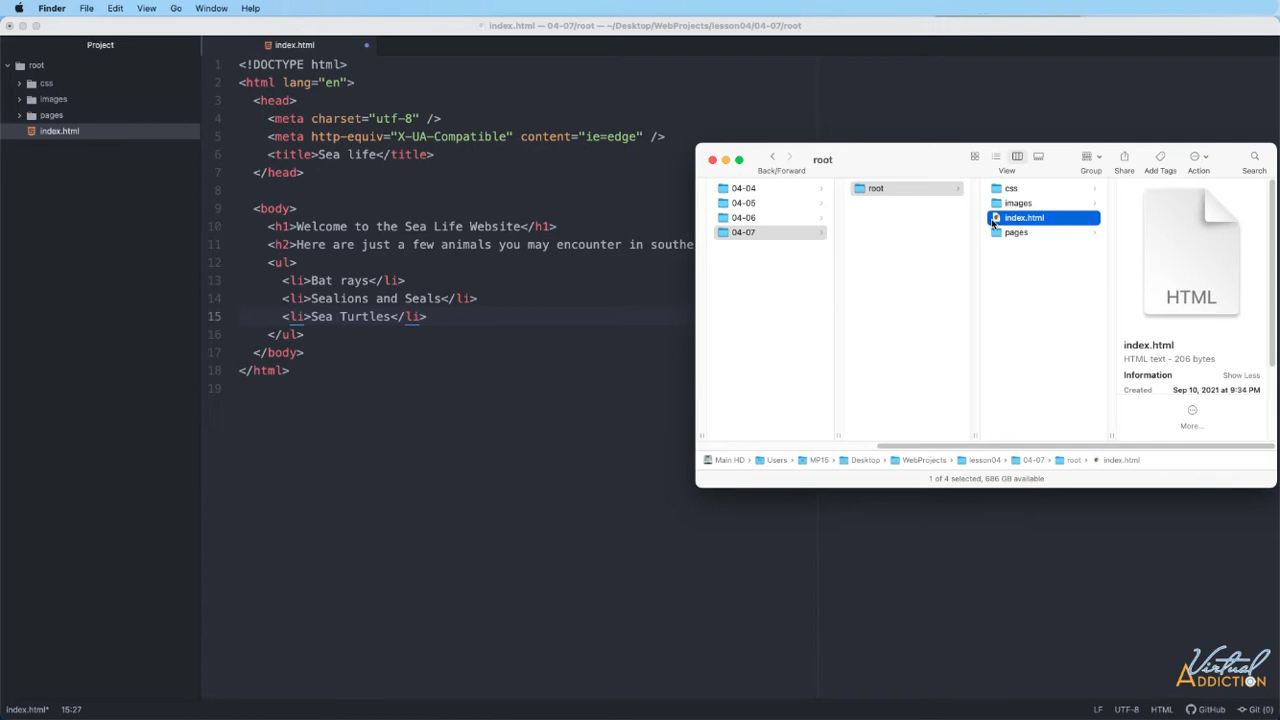 Finder File Edit View Go Window Help
index.html — 04-07/root — ~/Desktop/WebProjects/lesson04/04-07/root
Project
index.html
root
css
images
pages
index.html
1 <!DOCTYPE html>
2 <html lang="en">
3 <head>
4 <meta charset="utf-8" />
5 <meta http-equiv="X-UA-Compatible" content="ie=edge" />
6 <title>Sea life</title>
7 </head>
8
9 <body>
10 <h1>Welcome to the Sea Life Website</h1>
11 <h2>Here are just a few animals you may encounter in southe
12 <ul>
13 <li>Bat rays</li>
14 <li>Sealions and Seals</li>
15 <li>Sea Turtles</li>
16 </ul>
17 </body>
18 </html>
19
root
Back/Forward View Group Share Add Tags Action Search
04-04
04-05
04-06
04-07
root
css
images
index.html
pages
HTML
index.html
HTML text - 206 bytes
Information Show Less
Created Sep 10, 2021 at 9:34 PM
More...
Main HD Users MP15 Desktop WebProjects lesson04 04-07 root index.html
1 of 4 selected, 686 GB available
Virtual
ADDICTION
index.html* 15:27 LF UTF-8 HTML GitHub Git (0)